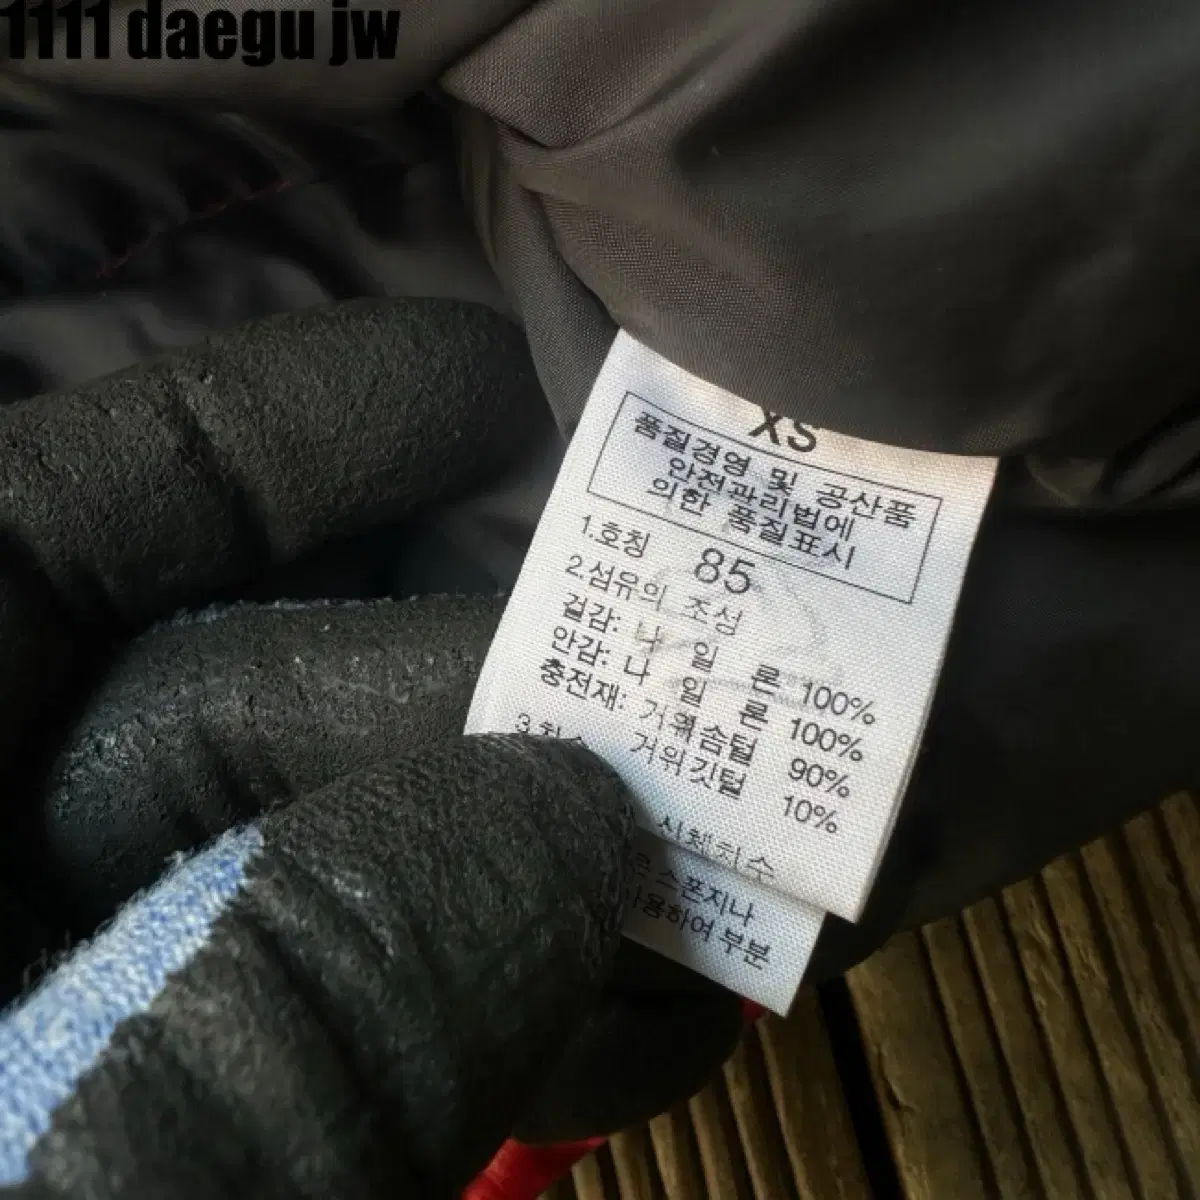 1111 daegu jw
XS
품질경영 및 공산품
안전관리법에
의한 품질표시
1.호칭 85
2.섬유의 조성
겉감: 나 일 론 100%
안감: 나 일 론 100%
충전재: 거위솜털 90%
거위깃털 10%
신체치수
스폰지나
사용하여 부분